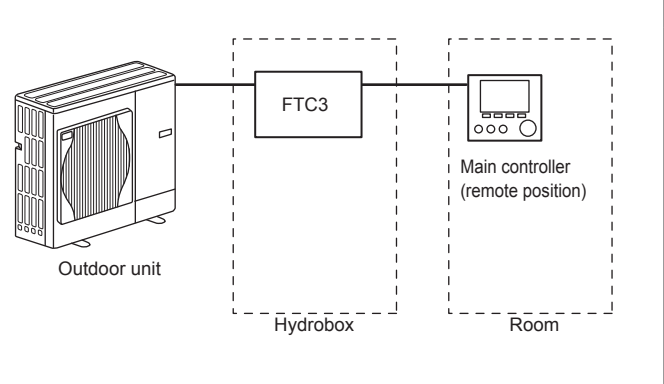 FTC3
Main controller
(remote position)
Outdoor unit
Hydrobox
Room